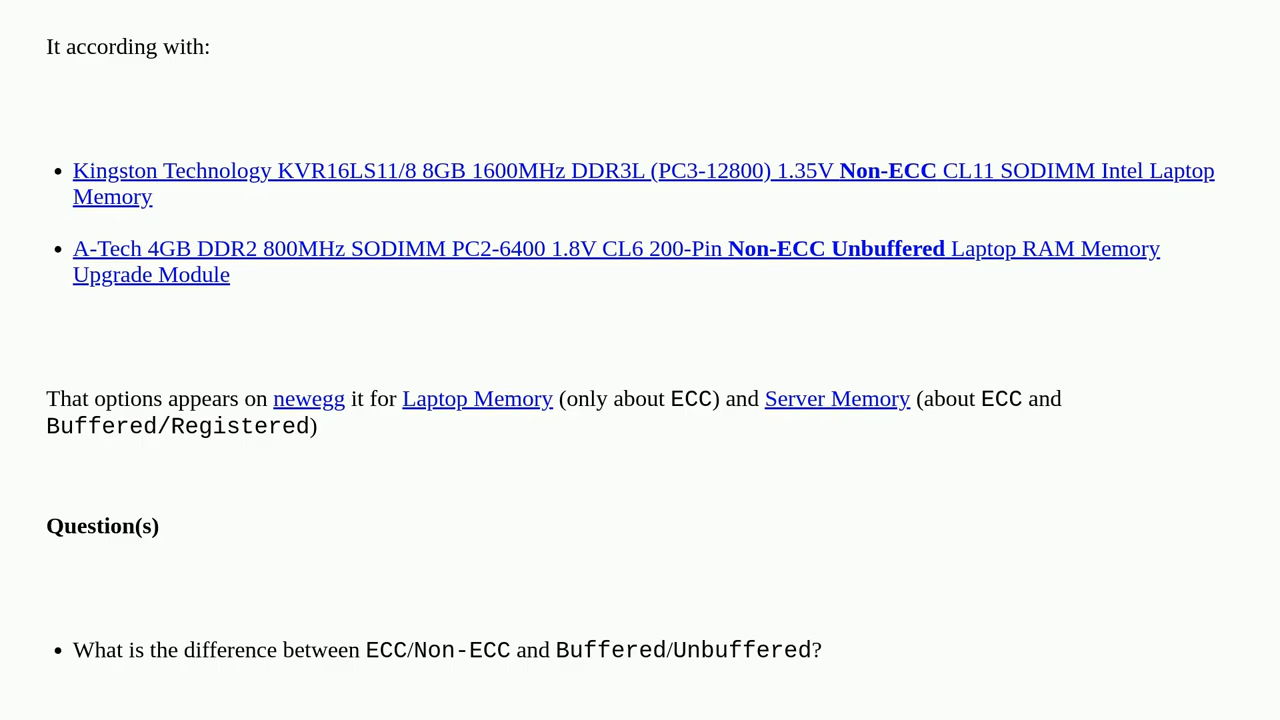 It according with:
• Kingston Technology KVR16LS11/8 8GB 1600MHz DDR3L (PC3-12800) 1.35V Non-ECC CL11 SODIMM Intel Laptop
Memory
• A-Tech 4GB DDR2 800MHz SODIMM PC2-6400 1.8V CL6 200-Pin Non-ECC Unbuffered Laptop RAM Memory
Upgrade Module
That options appears on newegg it for Laptop Memory (only about ECC) and Server Memory (about ECC and
Buffered/Registered)
Question(s)
• What is the difference between ECC/Non-ECC and Buffered/Unbuffered?